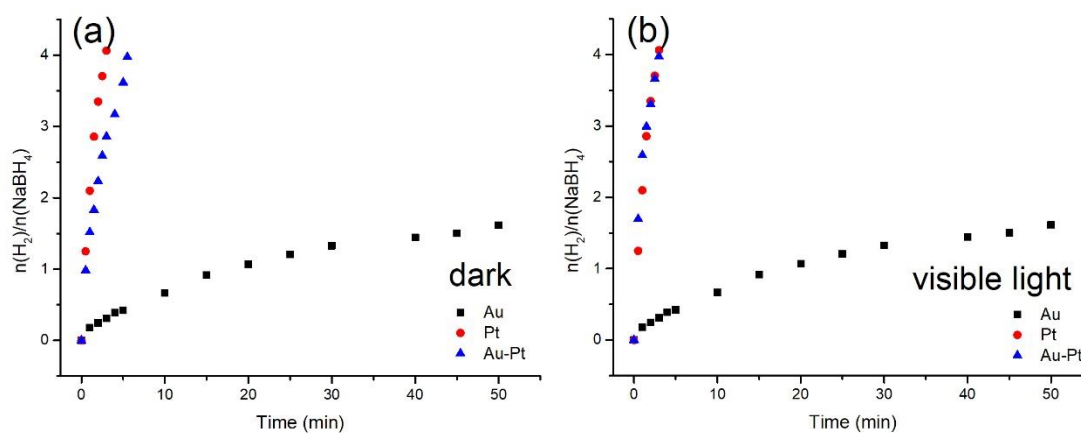 (a)
4
3
2
1
0
n(H₂)/n(NaBH₄)
dark
Au
Pt
Au-Pt
0 10 20 30 40 50
Time (min)
(b)
4
3
2
1
0
n(H₂)/n(NaBH₄)
visible light
Au
Pt
Au-Pt
0 10 20 30 40 50
Time (min)